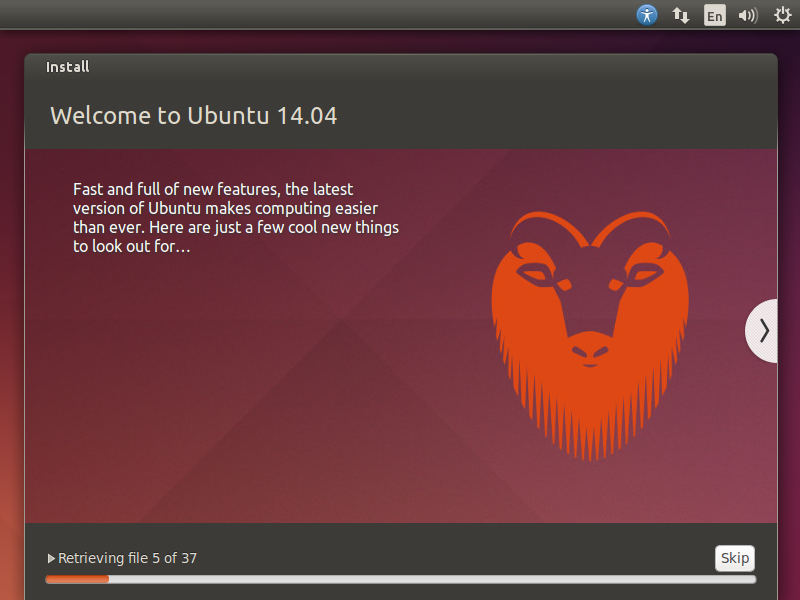 En
Install
Welcome to Ubuntu 14.04
Fast and full of new features, the latest
version of Ubuntu makes computing easier
than ever. Here are just a few cool new things
to look out for…
Retrieving file 5 of 37
Skip